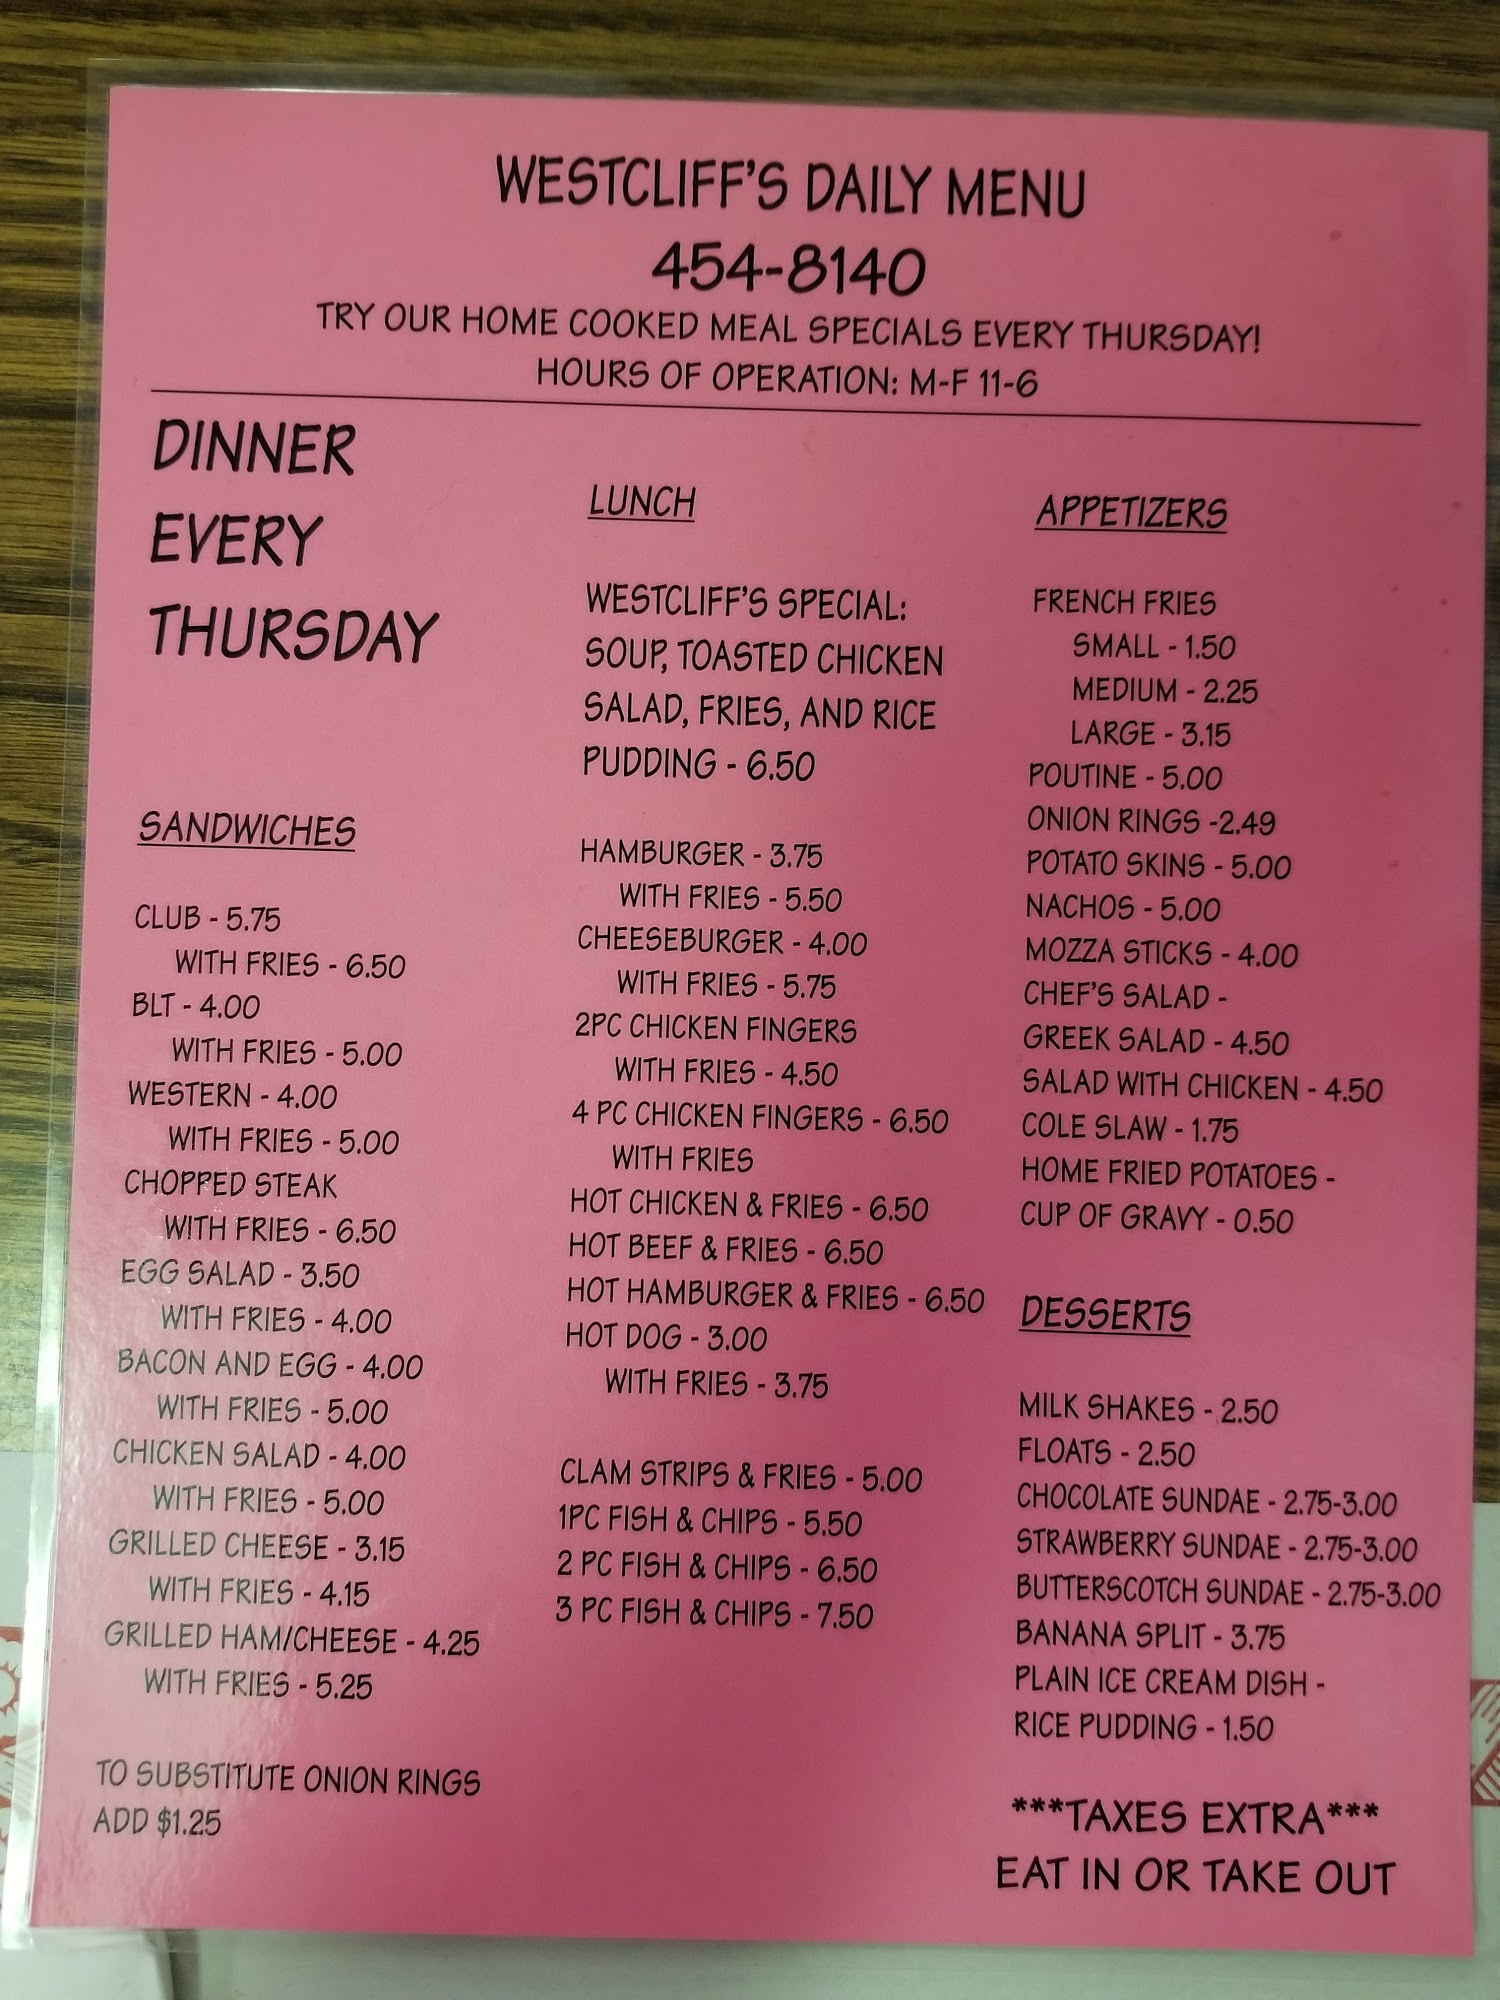 WESTCLIFF'S DAILY MENU
454-8140
TRY OUR HOME COOKED MEAL SPECIALS EVERY THURSDAY!
HOURS OF OPERATION: M-F 11-6
DINNER
EVERY
THURSDAY
SANDWICHES
CLUB - 5.75
WITH FRIES - 6.50
BLT - 4.00
WITH FRIES - 5.00
WESTERN - 4.00
WITH FRIES - 5.00
CHOPPED STEAK
WITH FRIES - 6.50
EGG SALAD - 3.50
WITH FRIES - 4.00
BACON AND EGG - 4.00
WITH FRIES - 5.00
CHICKEN SALAD - 4.00
WITH FRIES - 5.00
GRILLED CHEESE - 3.15
WITH FRIES - 4.15
GRILLED HAM/CHEESE - 4.25
WITH FRIES - 5.25
TO SUBSTITUTE ONION RINGS
ADD $1.25
LUNCH
WESTCLIFF'S SPECIAL:
SOUP, TOASTED CHICKEN
SALAD, FRIES, AND RICE
PUDDING - 6.50
HAMBURGER - 3.75
WITH FRIES - 5.50
CHEESEBURGER - 4.00
WITH FRIES - 5.75
2PC CHICKEN FINGERS
WITH FRIES - 4.50
4 PC CHICKEN FINGERS - 6.50
WITH FRIES
HOT CHICKEN & FRIES - 6.50
HOT BEEF & FRIES - 6.50
HOT HAMBURGER & FRIES - 6.50
HOT DOG - 3.00
WITH FRIES - 3.75
CLAM STRIPS & FRIES - 5.00
1PC FISH & CHIPS - 5.50
2 PC FISH & CHIPS - 6.50
3 PC FISH & CHIPS - 7.50
APPETIZERS
FRENCH FRIES
SMALL - 1.50
MEDIUM - 2.25
LARGE - 3.15
POUTINE - 5.00
ONION RINGS -2.49
POTATO SKINS - 5.00
NACHOS - 5.00
MOZZA STICKS - 4.00
CHEF'S SALAD -
GREEK SALAD - 4.50
SALAD WITH CHICKEN - 4.50
COLE SLAW - 1.75
HOME FRIED POTATOES -
CUP OF GRAVY - 0.50
DESSERTS
MILK SHAKES - 2.50
FLOATS - 2.50
CHOCOLATE SUNDAE - 2.75-3.00
STRAWBERRY SUNDAE - 2.75-3.00
BUTTERSCOTCH SUNDAE - 2.75-3.00
BANANA SPLIT - 3.75
PLAIN ICE CREAM DISH -
RICE PUDDING - 1.50
***TAXES EXTRA***
EAT IN OR TAKE OUT